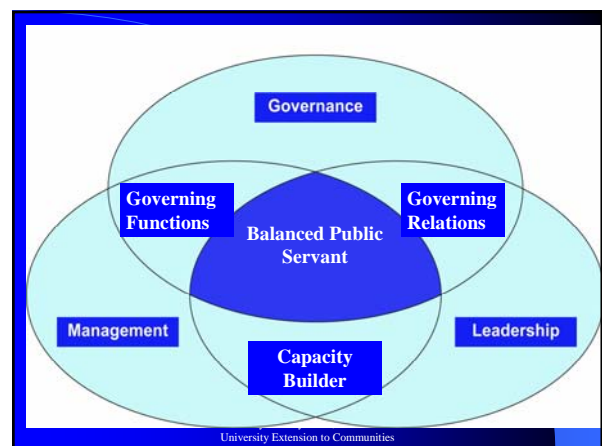 Governance
Governing
Functions
Governing
Relations
Balanced Public
Servant
Management
Leadership
Capacity
Builder
University Extension to Communities